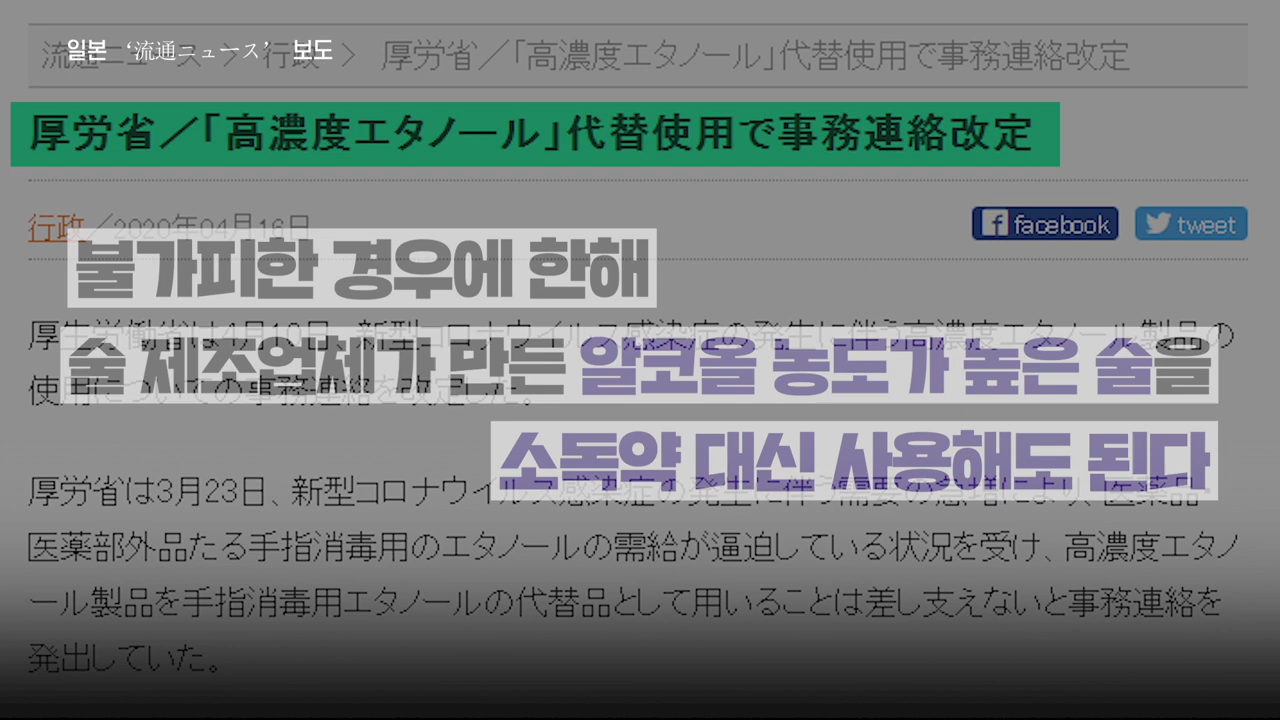 일본 ‘流通ニュース’ 보도
流通ニュース > 行政 > 厚労省／「高濃度エタノール」代替使用で事務連絡改定
厚労省／「高濃度エタノール」代替使用で事務連絡改定
行政／2020年04月16日
facebook
tweet
불가피한 경우에 한해
厚生労働省は4月10日、新型コロナウイルス感染症の発生に伴う高濃度エタノール製品の
술 제조업체가 만든 알코올 농도가 높은 술을
使用についての事務連絡を改定した。
소독약 대신 사용해도 된다
厚労省は3月23日、新型コロナウイルス感染症の発生に伴う需要の急増により、医薬品・
医薬部外品たる手指消毒用のエタノールの需給が逼迫している状況を受け、高濃度エタノ
ール製品を手指消毒用エタノールの代替品として用いることは差し支えないと事務連絡を
発出していた。